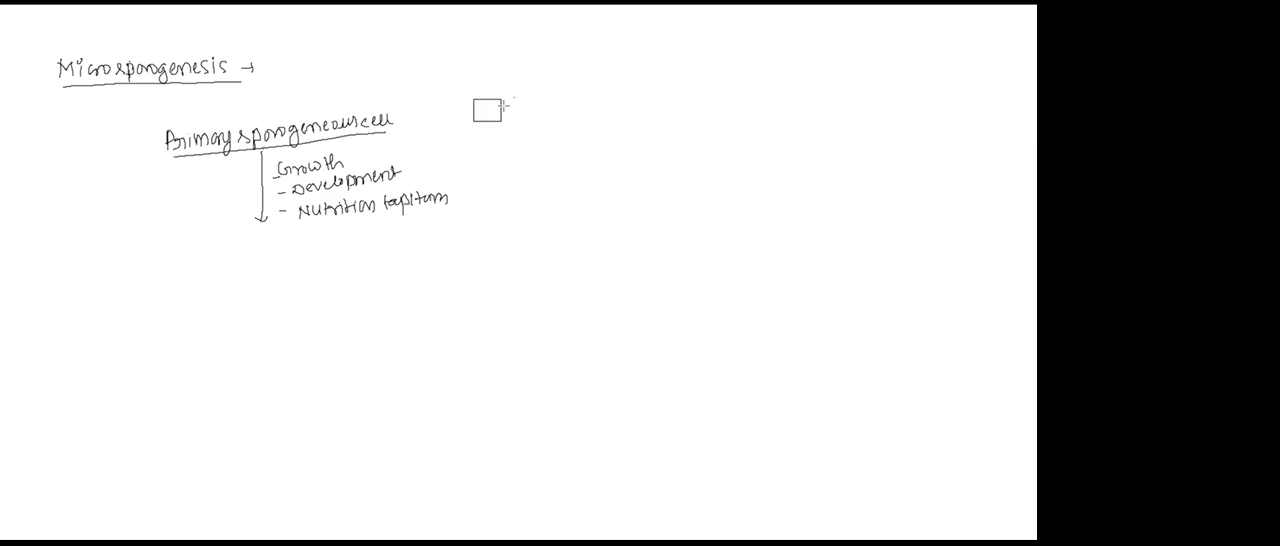 Microsporogenesis →
Primary sporogeneous cell
Growth
- Development
- Nutrition tapitum